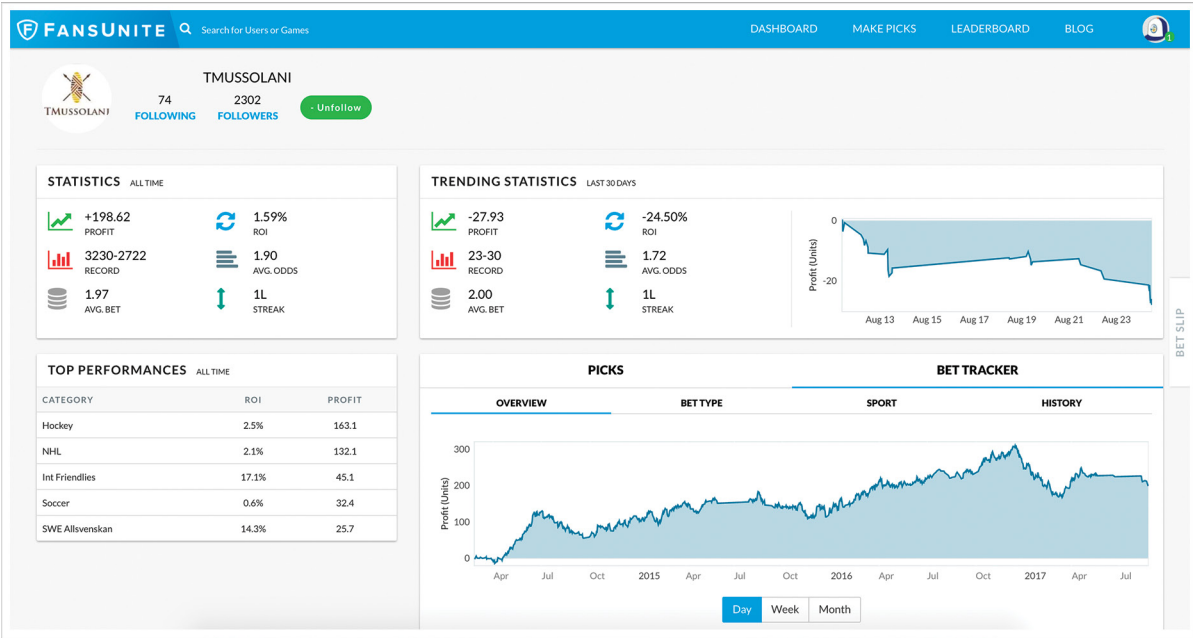 FANSUNITE
Search for Users or Games
DASHBOARD MAKE PICKS LEADERBOARD BLOG
1
TMUSSOLANI
TMUSSOLANI
74 2302
FOLLOWING FOLLOWERS
- Unfollow
STATISTICS ALL TIME
+198.62 1.59%
PROFIT ROI
3230-2722 1.90
RECORD AVG. ODDS
1.97 1L
AVG. BET STREAK
TRENDING STATISTICS LAST 30 DAYS
-27.93 -24.50%
PROFIT ROI
23-30 1.72
RECORD AVG. ODDS
2.00 1L
AVG. BET STREAK
Profit (Units)
0
-20
Aug 13 Aug 15 Aug 17 Aug 19 Aug 21 Aug 23
BET SLIP
TOP PERFORMANCES ALL TIME
CATEGORY ROI PROFIT
Hockey 2.5% 163.1
NHL 2.1% 132.1
Int Friendlies 17.1% 45.1
Soccer 0.6% 32.4
SWE Allsvenskan 14.3% 25.7
PICKS BET TRACKER
OVERVIEW BET TYPE SPORT HISTORY
Profit (Units)
300
200
100
0
Apr Jul Oct 2015 Apr Jul Oct 2016 Apr Jul Oct 2017 Apr Jul
Day Week Month